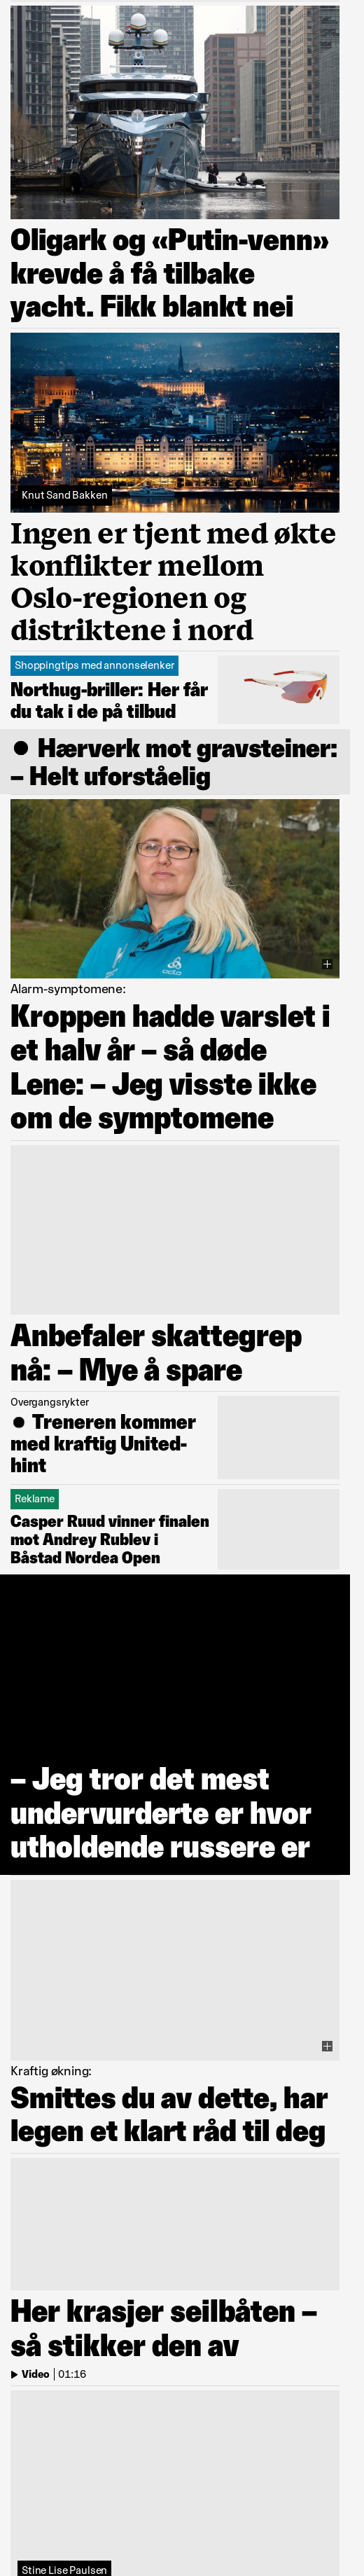 Oligark og «Putin-venn»
krevde å få tilbake
yacht. Fikk blankt nei
Knut Sand Bakken
Ingen er tjent med økte
konflikter mellom
Oslo-regionen og
distriktene i nord
Shoppingtips med annonselenker
Northug-briller: Her får
du tak i de på tilbud
Hærverk mot gravsteiner:
– Helt uforståelig
Alarm-symptomene:
Kroppen hadde varslet i
et halv år – så døde
Lene: – Jeg visste ikke
om de symptomene
Anbefaler skattegrep
nå: – Mye å spare
Overgangsrykter
Treneren kommer
med kraftig United-
hint
Reklame
Casper Ruud vinner finalen
mot Andrey Rublev i
Båstad Nordea Open
– Jeg tror det mest
undervurderte er hvor
utholdende russere er
Kraftig økning:
Smittes du av dette, har
legen et klart råd til deg
Her krasjer seilbåten –
så stikker den av
Video | 01:16
Stine Lise Paulsen